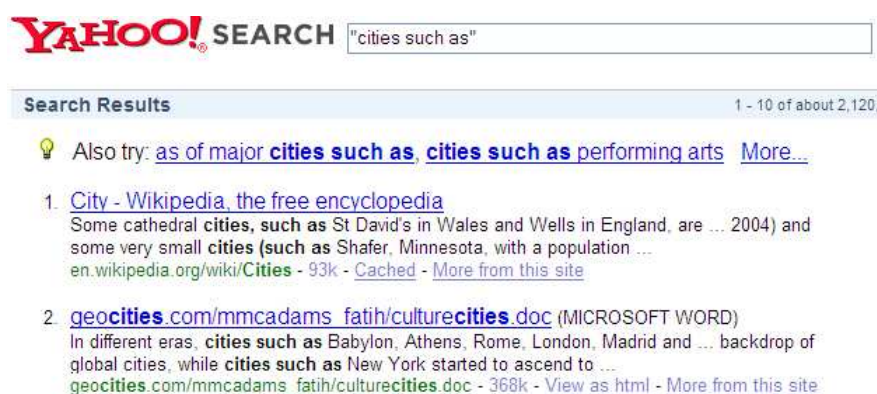 YAHOO! SEARCH "cities such as"
Search Results 1 - 10 of about 2,120,
Also try: as of major cities such as, cities such as performing arts More...
1. City - Wikipedia, the free encyclopedia
Some cathedral cities, such as St David's in Wales and Wells in England, are ... 2004) and
some very small cities (such as Shafer, Minnesota, with a population ...
en.wikipedia.org/wiki/Cities - 93k - Cached - More from this site
2. geocities.com/mmcadams_fatih/culturecities.doc (MICROSOFT WORD)
In different eras, cities such as Babylon, Athens, Rome, London, Madrid and ... backdrop of
global cities, while cities such as New York started to ascend to ...
geocities.com/mmcadams_fatih/culturecities.doc - 368k - View as html - More from this site